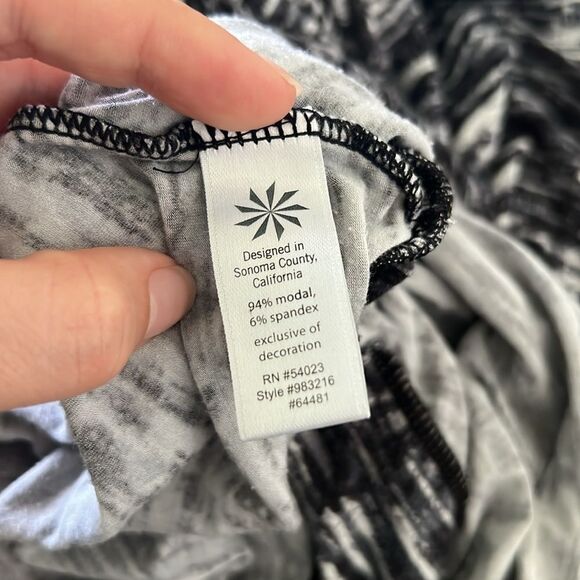 Designed in
Sonoma County,
California
94% modal,
6% spandex
exclusive of
decoration
RN #54023
Style #983216
#64481